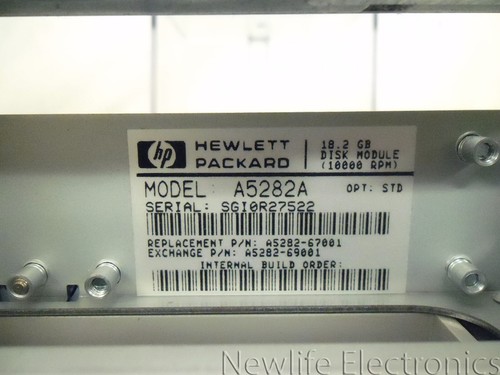 hp HEWLETT PACKARD
18.2 GB
DISK MODULE
(10000 RPM)
MODEL: A5282A OPT: STD
SERIAL: SGI0R27522
REPLACEMENT P/N: A5282-67001
EXCHANGE P/N: A5282-69001
INTERNAL BUILD ORDER:
Newlife Electronics